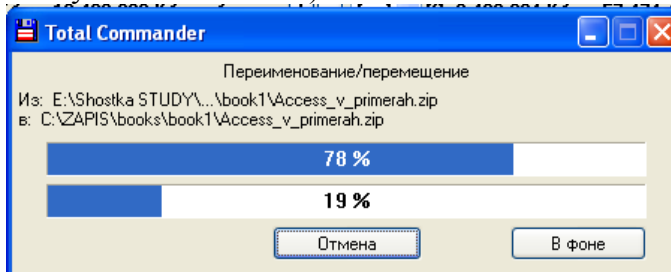 Total Commander
Переименование/перемещение
Из: E:\Shostka STUDY\...\book1\Access_v_primerah.zip
в: C:\ZAPIS\books\book1\Access_v_primerah.zip
78 %
19 %
Отмена
В фоне